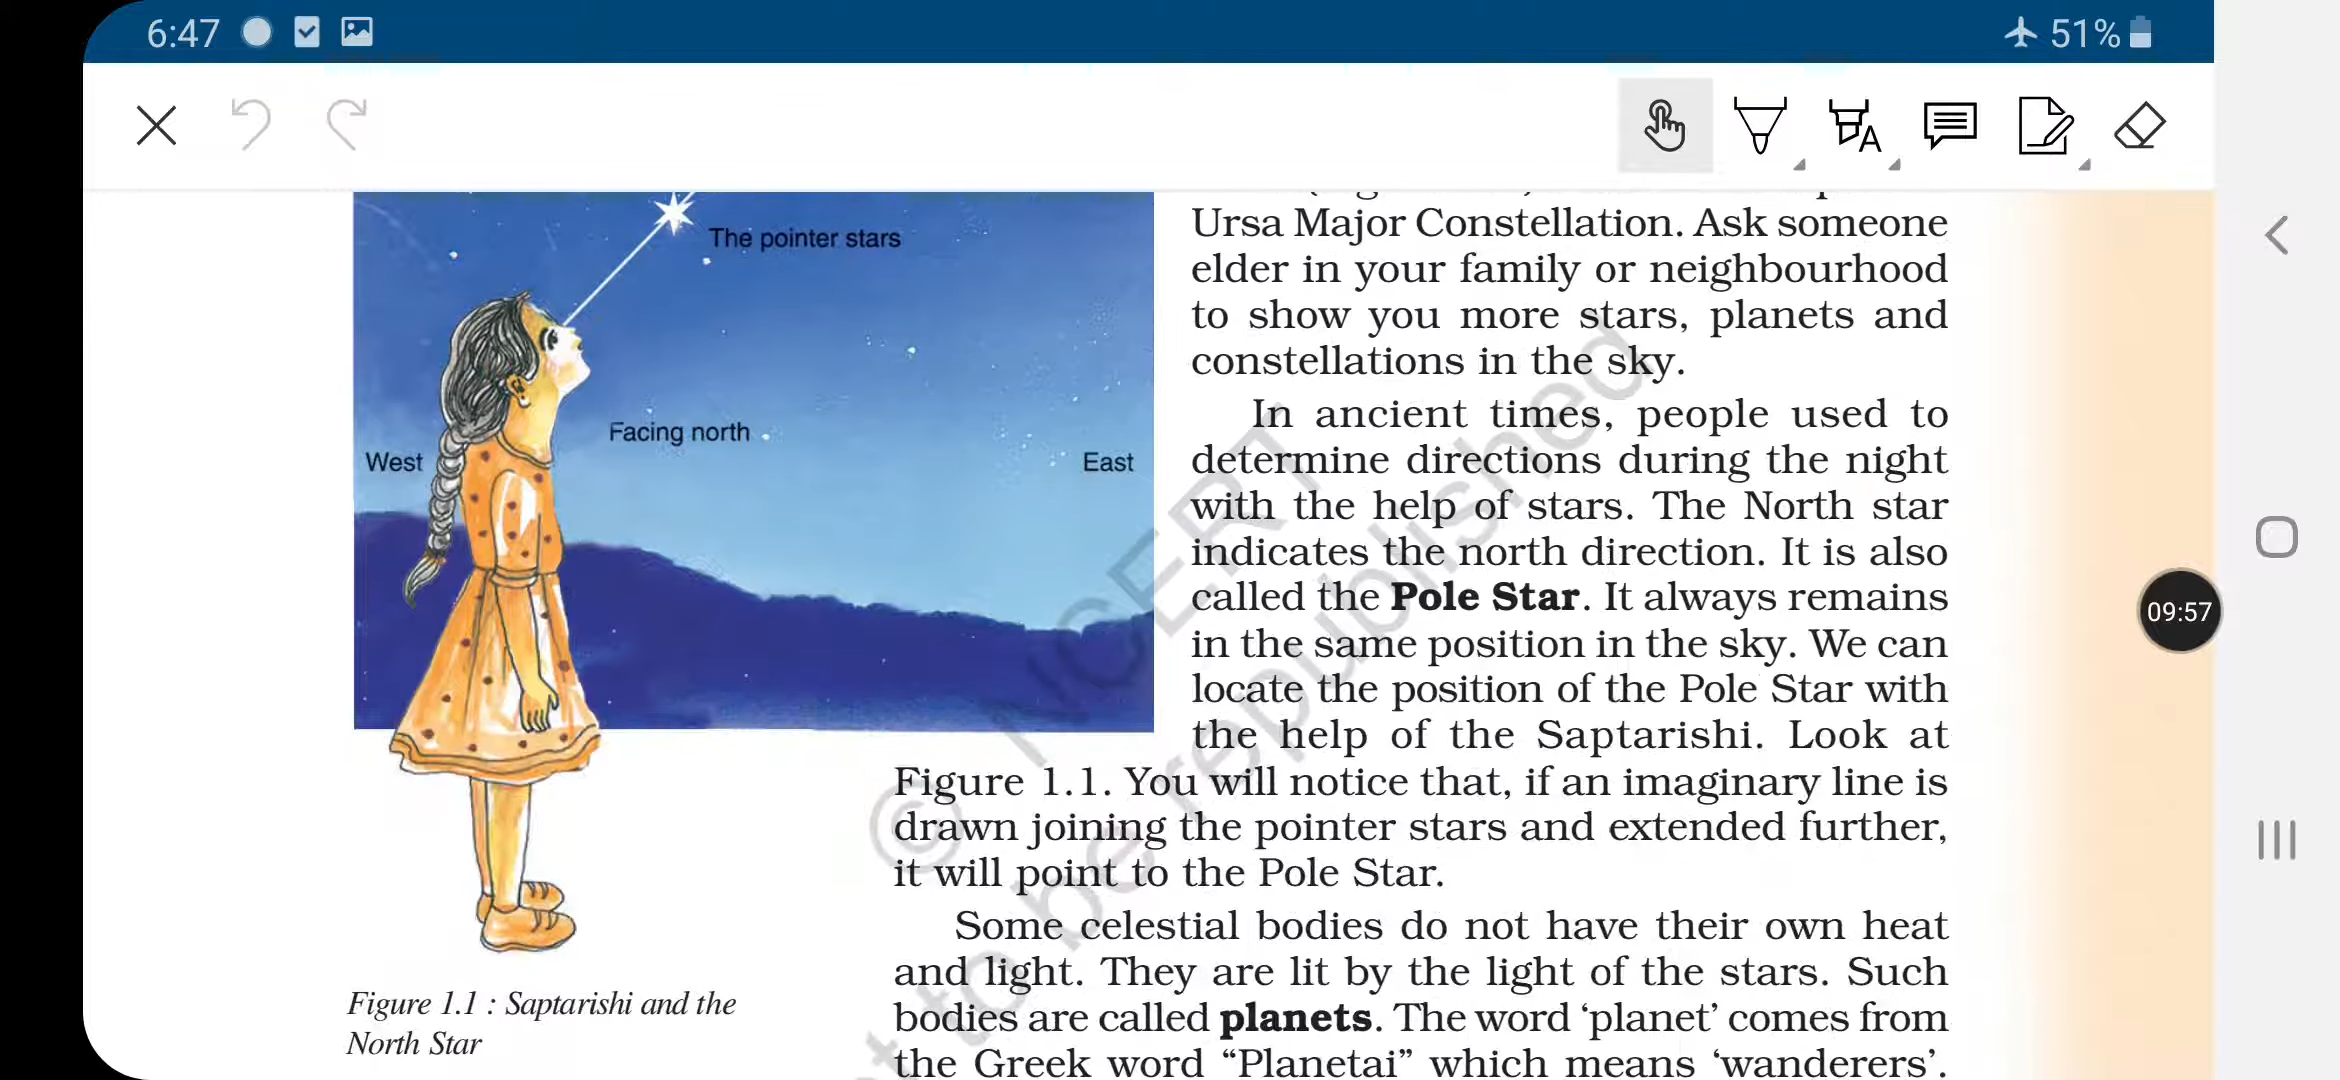 6:47
51%
The pointer stars
Facing north
West
East
Figure 1.1 : Saptarishi and the
North Star
Ursa Major Constellation. Ask someone
elder in your family or neighbourhood
to show you more stars, planets and
constellations in the sky.
In ancient times, people used to
determine directions during the night
with the help of stars. The North star
indicates the north direction. It is also
called the Pole Star. It always remains
in the same position in the sky. We can
locate the position of the Pole Star with
the help of the Saptarishi. Look at
Figure 1.1. You will notice that, if an imaginary line is
drawn joining the pointer stars and extended further,
it will point to the Pole Star.
Some celestial bodies do not have their own heat
and light. They are lit by the light of the stars. Such
bodies are called planets. The word ‘planet’ comes from
the Greek word “Planetai” which means ‘wanderers’.
© NCERT
to be republished
09:57